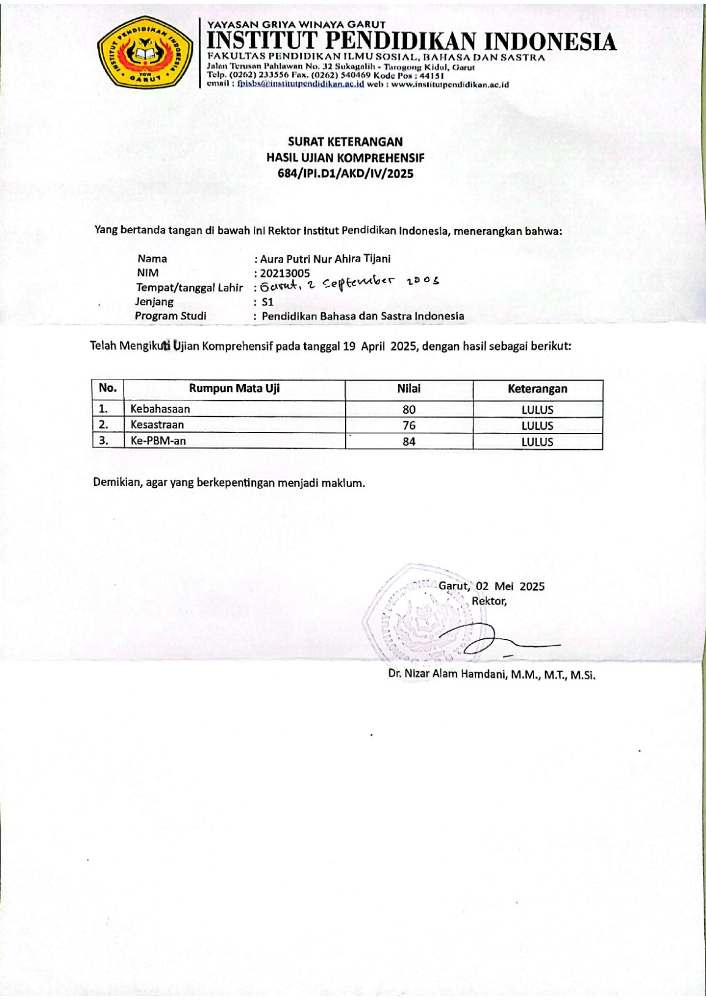 INSTITUT PENDIDIKAN INDONESIA
YGW
GARUT
YAYASAN GRIYA WINAYA GARUT
INSTITUT PENDIDIKAN INDONESIA
FAKULTAS PENDIDIKAN ILMU SOSIAL, BAHASA DAN SASTRA
Jalan Terusan Pahlawan No. 32 Sukagalih - Tarogong Kidul, Garut
Telp. (0262) 233556 Fax. (0262) 540469 Kode Pos : 44151
email : fpisbs@institutpendidikan.ac.id web : www.institutpendidikan.ac.id
SURAT KETERANGAN
HASIL UJIAN KOMPREHENSIF
684/IPI.D1/AKD/IV/2025
Yang bertanda tangan di bawah ini Rektor Institut Pendidikan Indonesia, menerangkan bahwa:
Nama : Aura Putri Nur Ahira Tijani
NIM : 20213005
Tempat/tanggal Lahir : Garut, 2 September 2003
Jenjang : S1
Program Studi : Pendidikan Bahasa dan Sastra Indonesia
Telah Mengikuti Ujian Komprehensif pada tanggal 19 April 2025, dengan hasil sebagai berikut:
No. Rumpun Mata Uji Nilai Keterangan
1. Kebahasaan 80 LULUS
2. Kesastraan 76 LULUS
3. Ke-PBM-an 84 LULUS
Demikian, agar yang berkepentingan menjadi maklum.
Garut, 02 Mei 2025
Rektor,
INSTITUT PENDIDIKAN INDONESIA
YGW
GARUT
Dr. Nizar Alam Hamdani, M.M., M.T., M.Si.